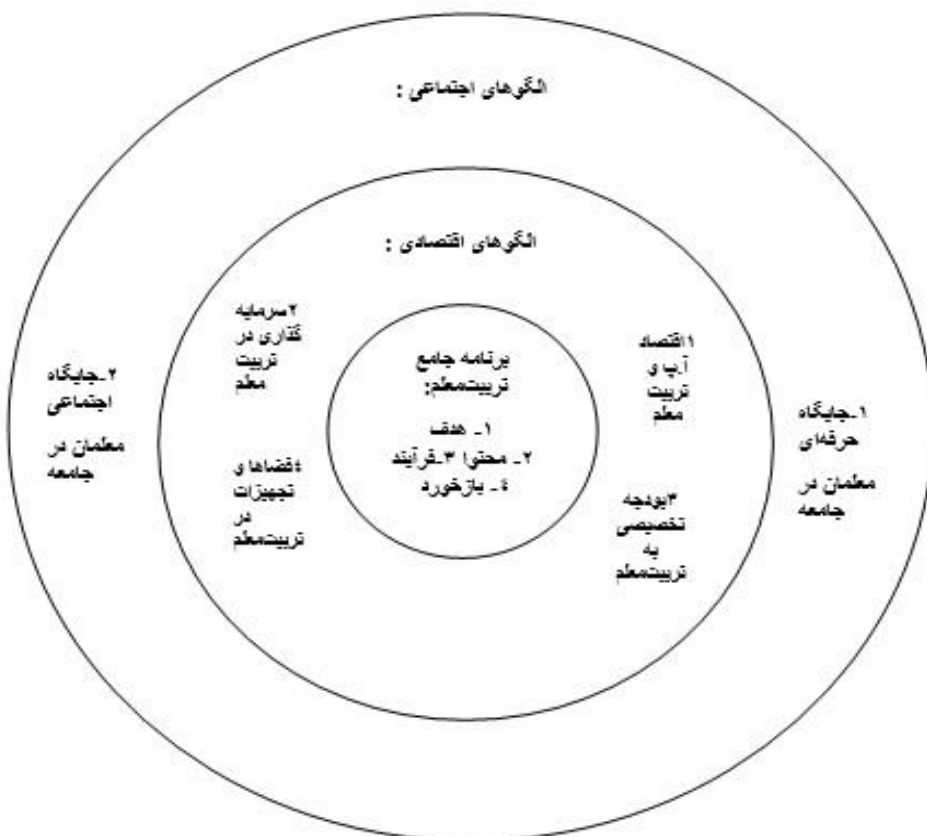 الگوهای اجتماعی :
الگوهای اقتصادی :
۱اقتصاد
آ.پ و
تربیت
معلم
۲سرمایه
گذاری در
تربیت
معلم
۳بودجه
تخصیصی
به
تربیت‌معلم
٤فضاها و
تجهیزات
در
تربیت‌معلم
برنامه جامع
تربیت‌معلم:
۱- هدف
۲- محتوا ۳-فرآیند
٤- بازخورد
۱-جایگاه
حرفه‌ای
معلمان در
جامعه
۲-جایگاه
اجتماعی
معلمان در
جامعه